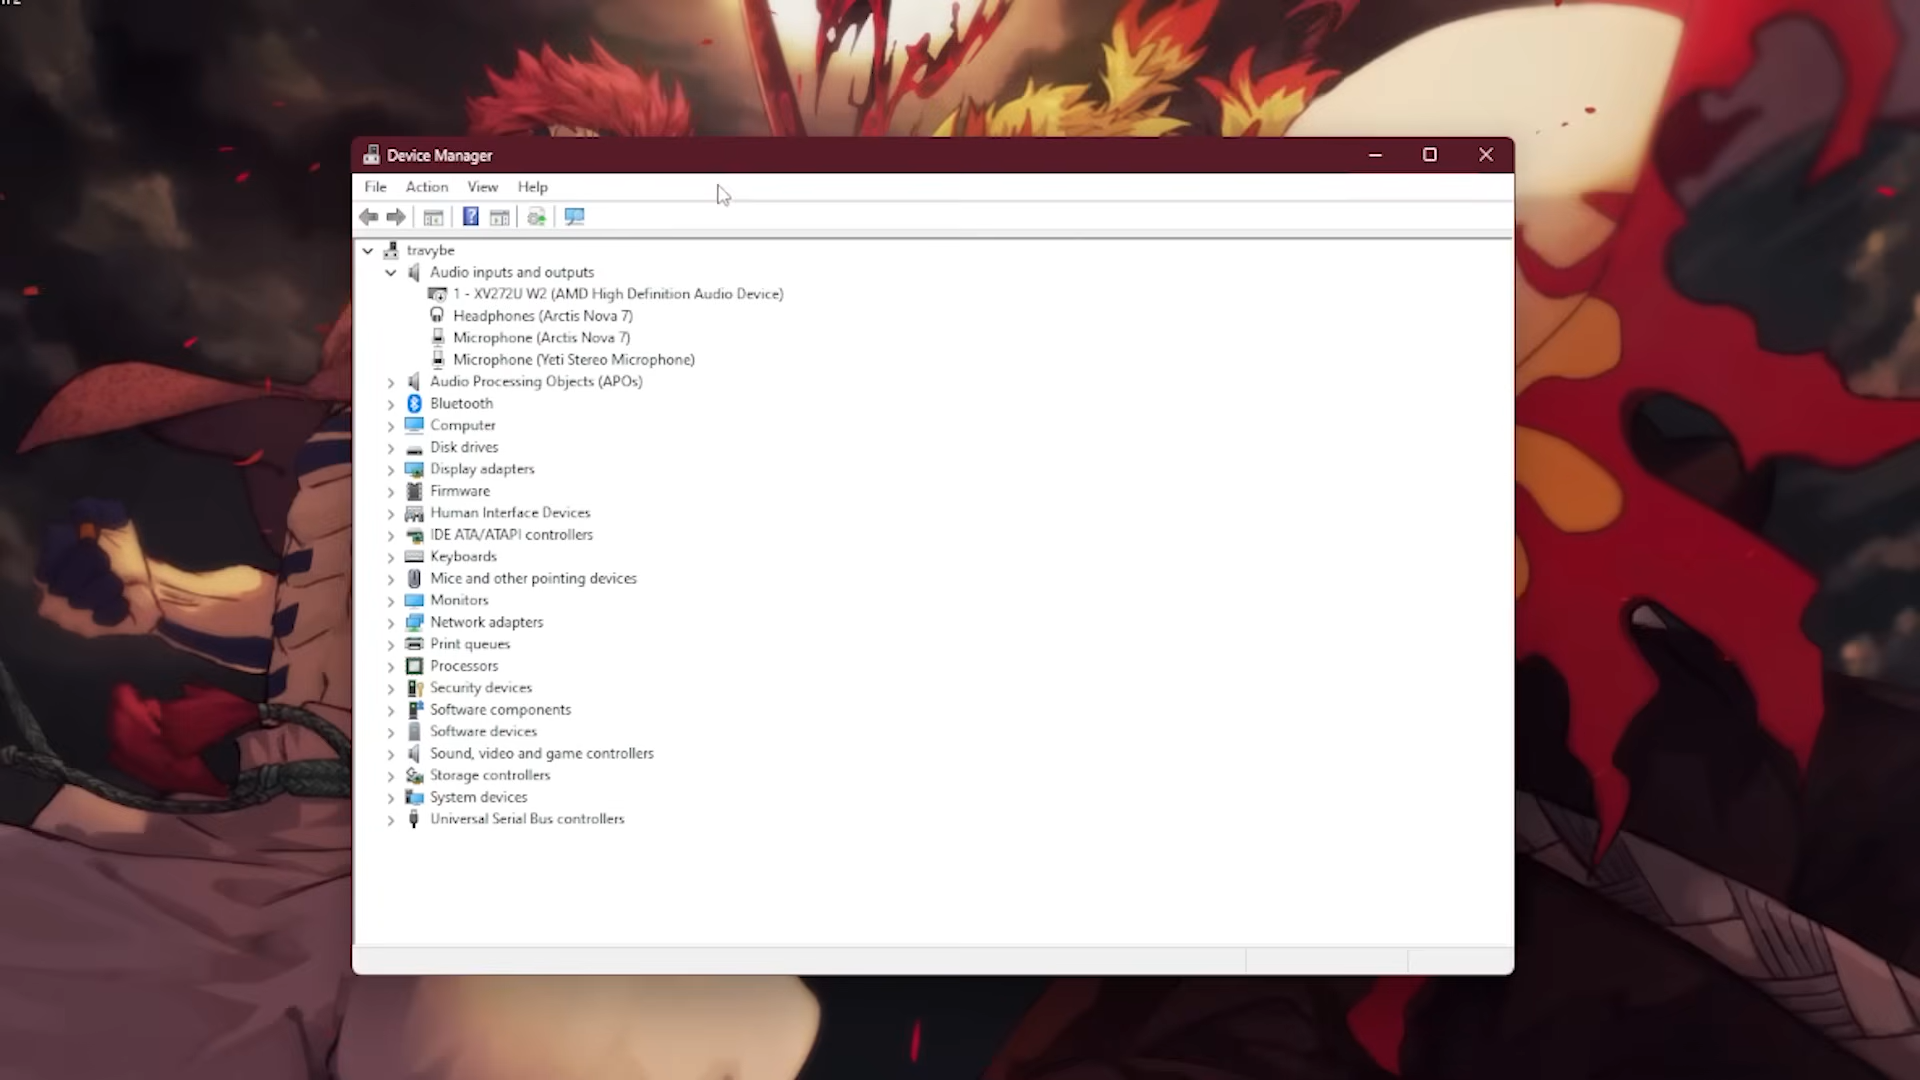 Device Manager
File Action View Help
travybe
Audio inputs and outputs
1 - XV272U W2 (AMD High Definition Audio Device)
Headphones (Arctis Nova 7)
Microphone (Arctis Nova 7)
Microphone (Yeti Stereo Microphone)
Audio Processing Objects (APOs)
Bluetooth
Computer
Disk drives
Display adapters
Firmware
Human Interface Devices
IDE ATA/ATAPI controllers
Keyboards
Mice and other pointing devices
Monitors
Network adapters
Print queues
Processors
Security devices
Software components
Software devices
Sound, video and game controllers
Storage controllers
System devices
Universal Serial Bus controllers